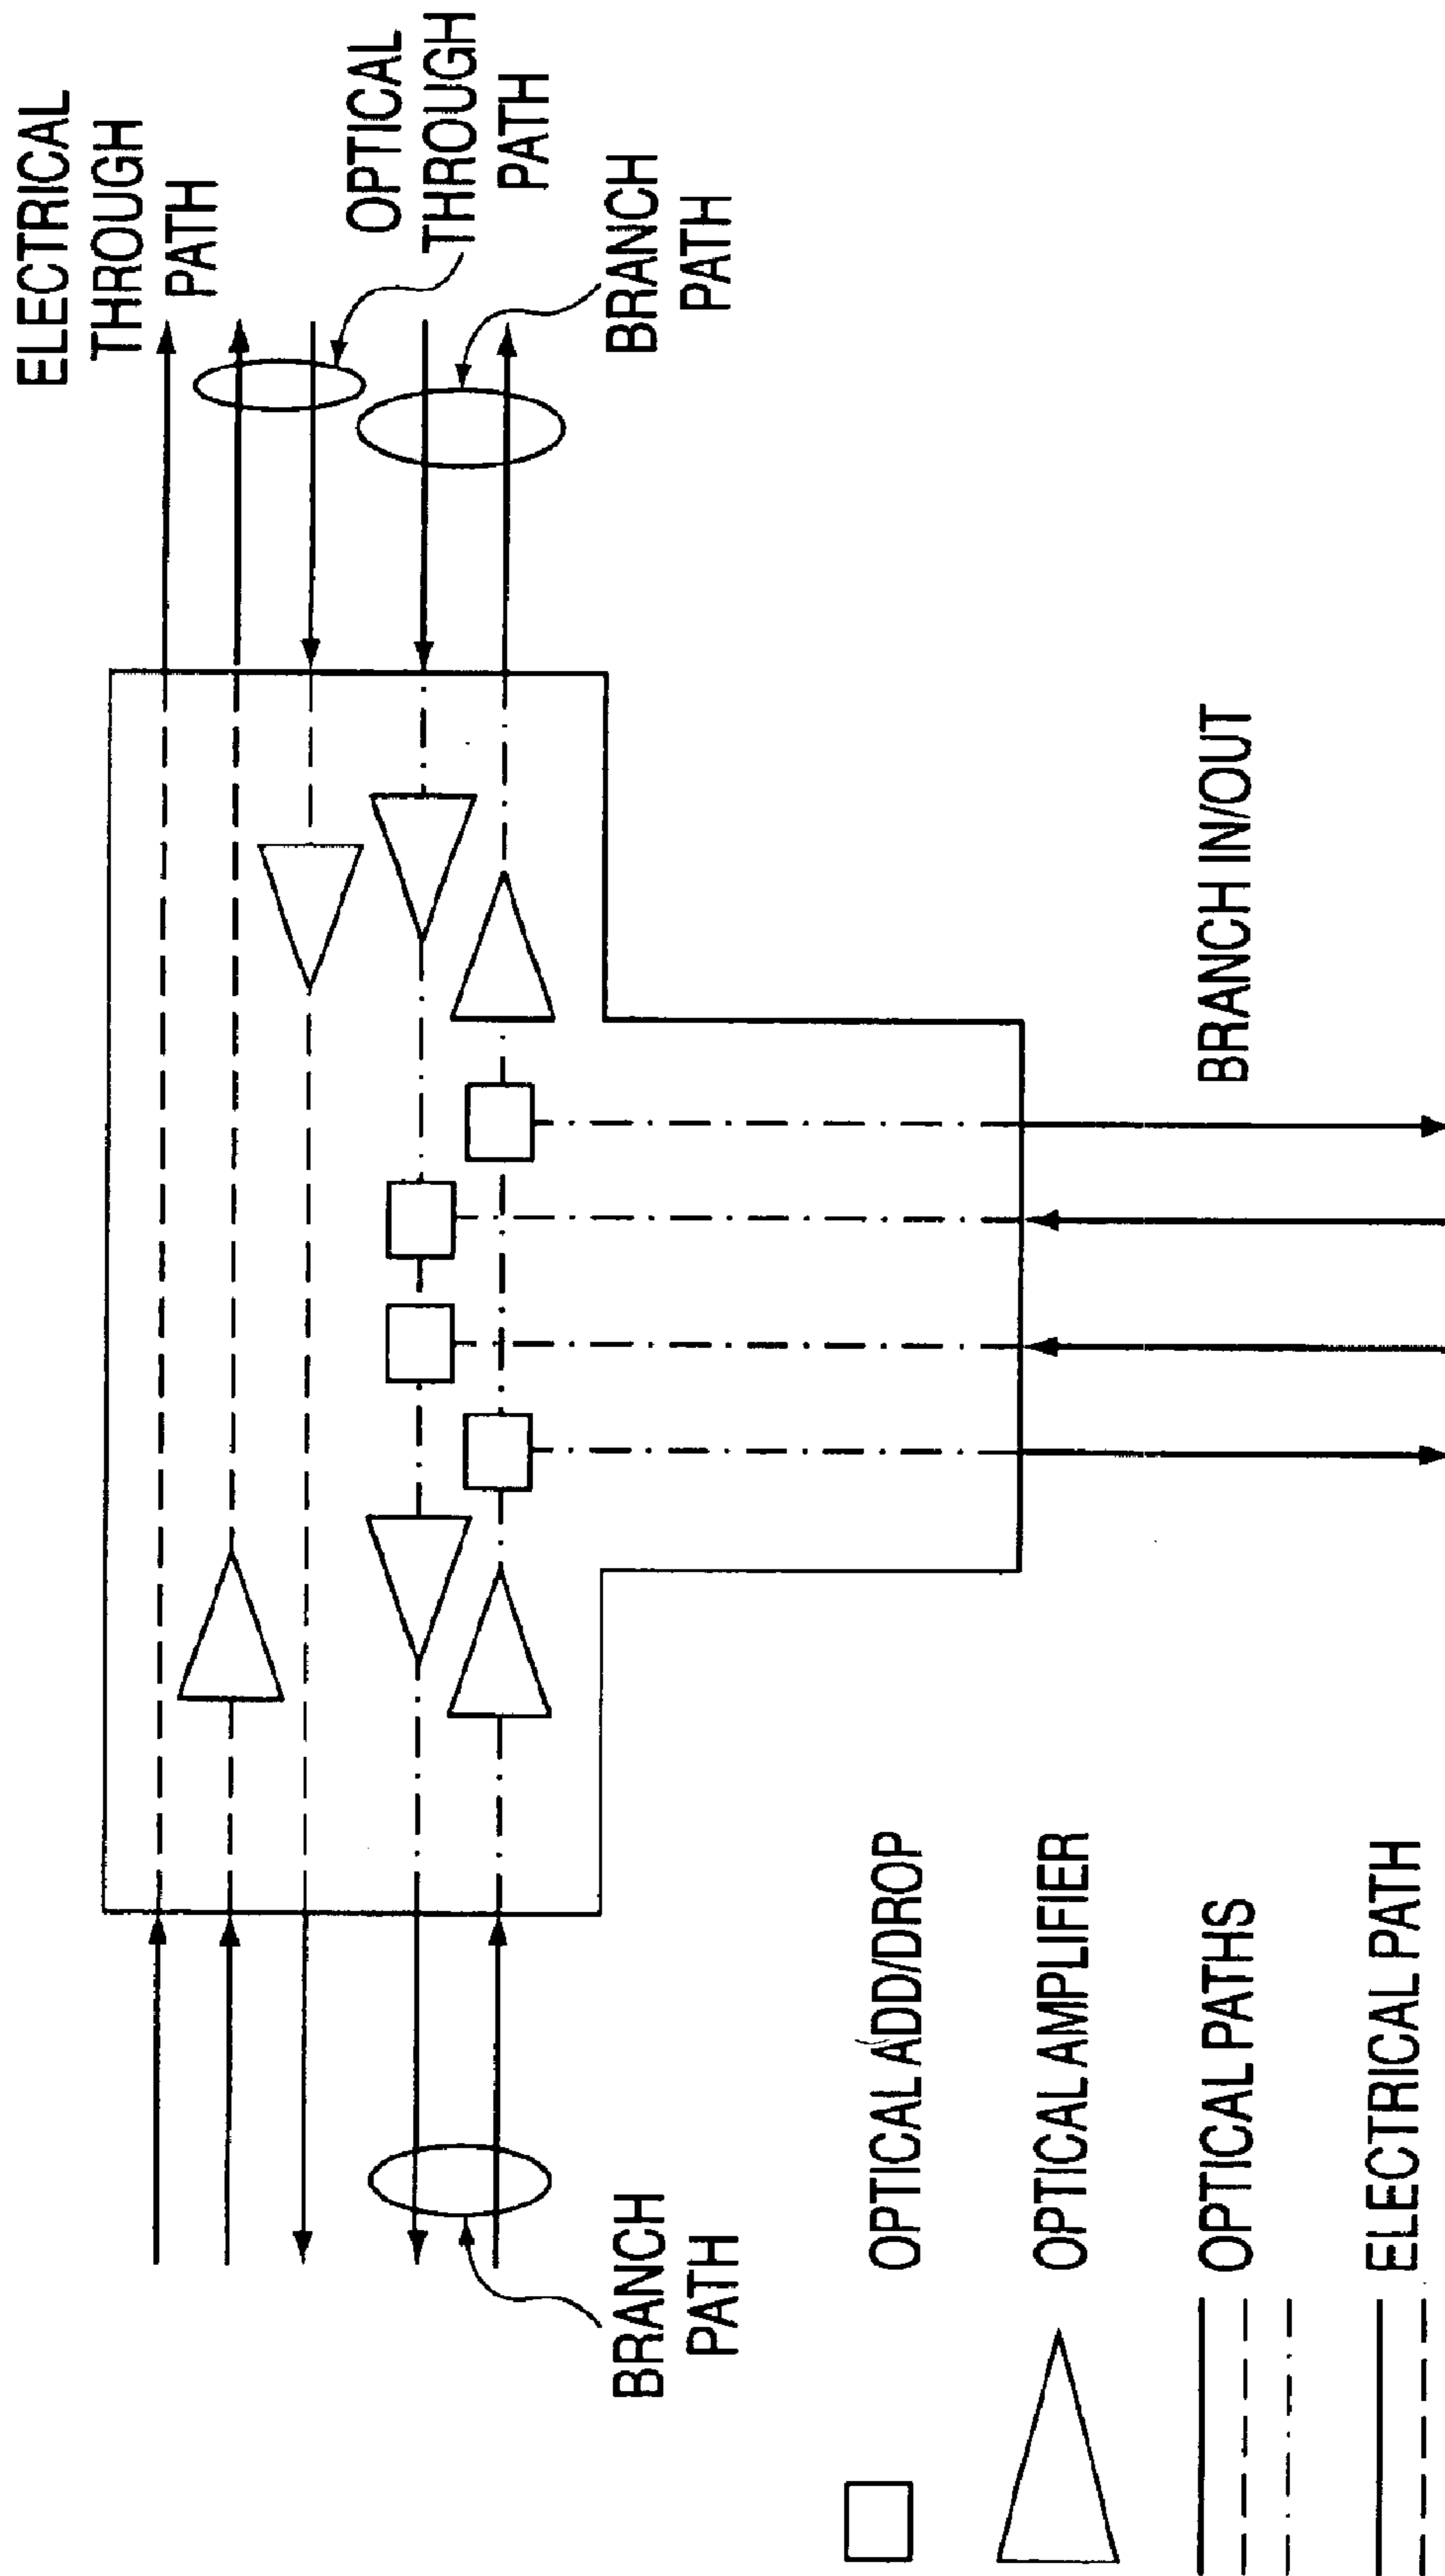 ELECTRICAL
THROUGH
PATH
OPTICAL
THROUGH
PATH
BRANCH
PATH
BRANCH IN/OUT
BRANCH
PATH
OPTICAL ADD/DROP
OPTICAL AMPLIFIER
OPTICAL PATHS
ELECTRICAL PATH